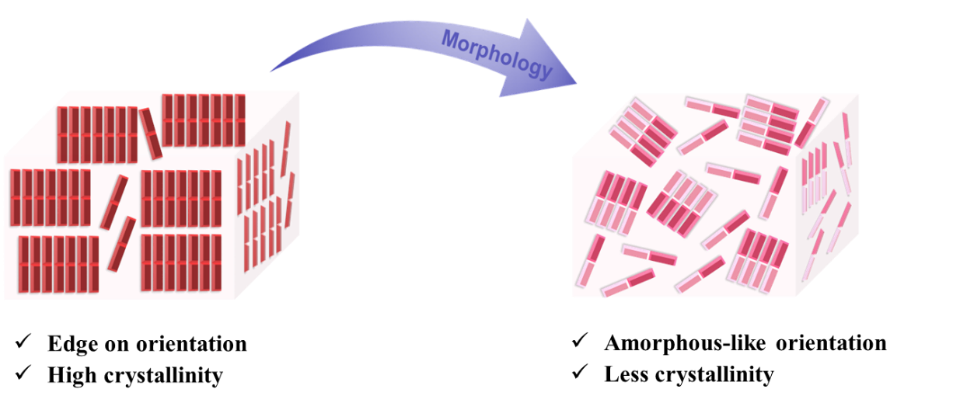 Morphology
✓ Edge on orientation
✓ High crystallinity
✓ Amorphous-like orientation
✓ Less crystallinity